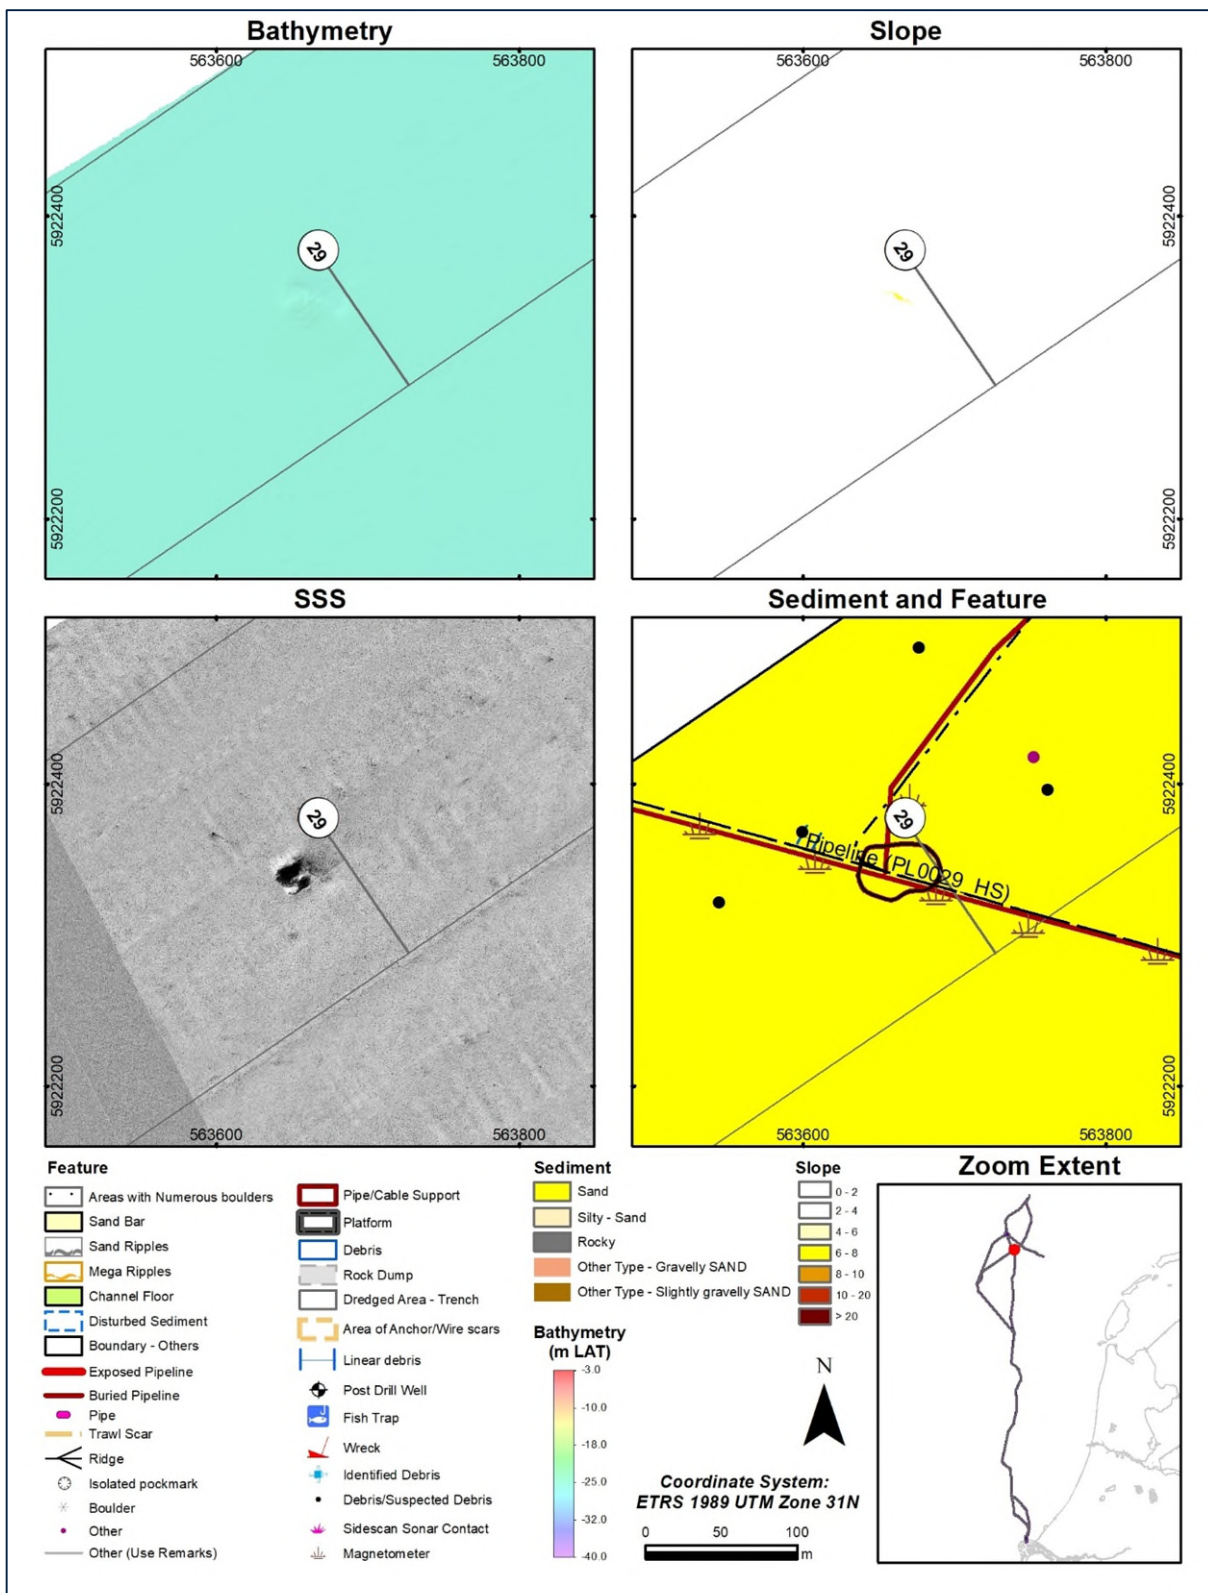 Bathymetry
Slope
563600
563800
563600
563800
5922400
5922400
29
29
5922200
5922200
SSS
Sediment and Feature
5922400
5922400
29
29
Pipeline (PL0029_HS)
5922200
5922200
563600
563800
563600
563800
Feature
Areas with Numerous boulders
Sand Bar
Sand Ripples
Mega Ripples
Channel Floor
Disturbed Sediment
Boundary - Others
Exposed Pipeline
Buried Pipeline
Pipe
Trawl Scar
Ridge
Isolated pockmark
Boulder
Other
Other (Use Remarks)
Pipe/Cable Support
Platform
Debris
Rock Dump
Dredged Area - Trench
Area of Anchor/Wire scars
Linear debris
Post Drill Well
Fish Trap
Wreck
Identified Debris
Debris/Suspected Debris
Sidescan Sonar Contact
Magnetometer
Sediment
Sand
Silty - Sand
Rocky
Other Type - Gravelly SAND
Other Type - Slightly gravelly SAND
Bathymetry
(m LAT)
-3.0
-10.0
-18.0
-25.0
-32.0
-40.0
Slope
0 - 2
2 - 4
4 - 6
6 - 8
8 - 10
10 - 20
> 20
N
Coordinate System:
ETRS 1989 UTM Zone 31N
0 50 100
m
Zoom Extent